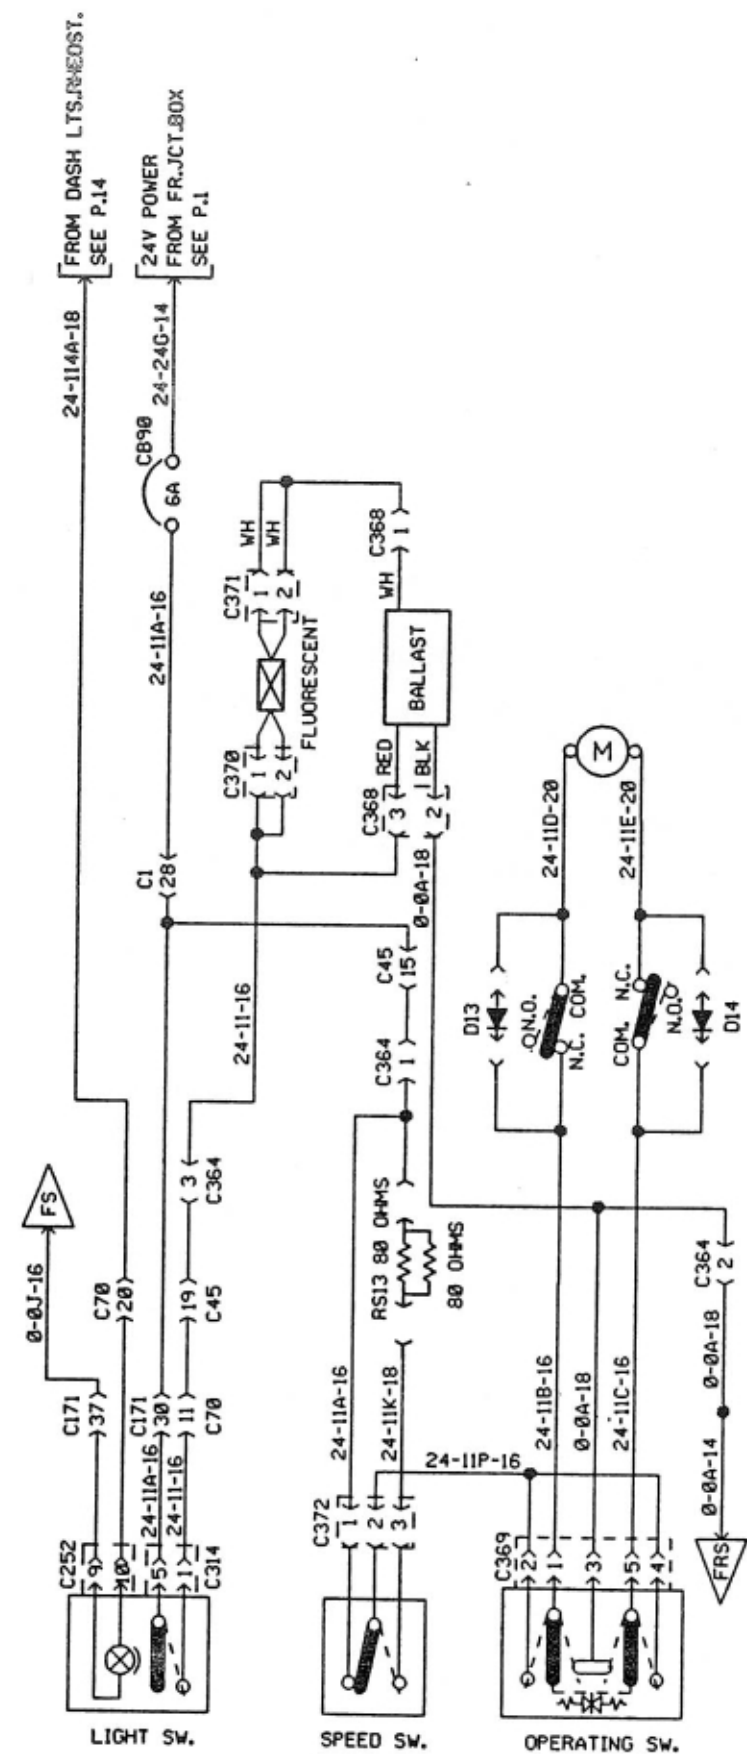 FROM DASH LTS.RHEOST.
SEE P.14
24V POWER
FROM FR.JCT.BOX
SEE P.1
24-114A-18
24-24G-14
CB90
6A
24-11A-16
C1
28
WH
WH
C371
1
2
FLUORESCENT
C370
1
2
C368
1
WH
BALLAST
RED
BLK
C368
3
2
0-0A-18
M
24-11D-20
24-11E-20
24-11-16
C45
15
C364
1
D13
N.O.
N.C.
COM.
COM.
N.C.
N.O.
D14
FS
0-0J-16
C70
20
3
C364
19
C45
RS13 80 OHMS
80 OHMS
C171
37
C171
30
11
C70
24-11A-16
24-11-16
24-11A-16
24-11K-18
24-11P-16
24-11B-16
0-0A-18
24-11C-16
C364
2
0-0A-18
0-0A-14
FRS
C252
9
10
5
1
C314
C372
1
2
3
C369
2
1
3
5
4
LIGHT SW.
SPEED SW.
OPERATING SW.